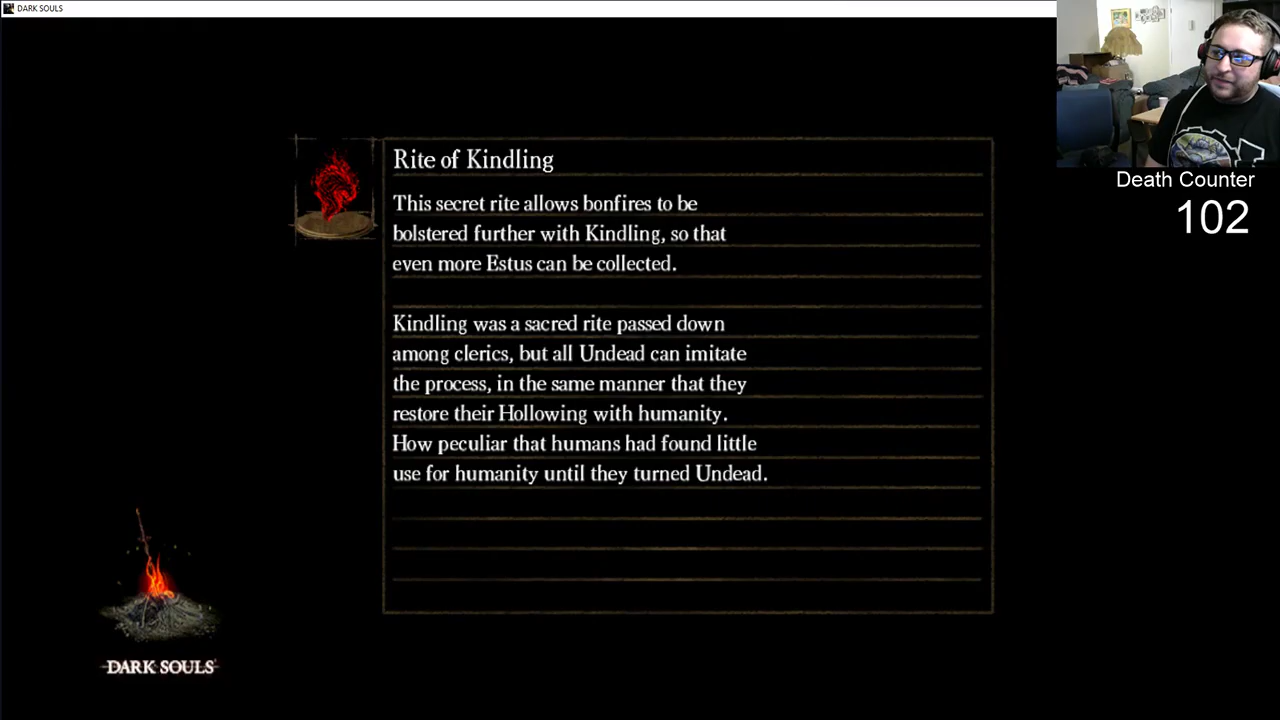 DARK SOULS
Death Counter
102
Rite of Kindling
This secret rite allows bonfires to be
bolstered further with Kindling, so that
even more Estus can be collected.
Kindling was a sacred rite passed down
among clerics, but all Undead can imitate
the process, in the same manner that they
restore their Hollowing with humanity.
How peculiar that humans had found little
use for humanity until they turned Undead.
DARK SOULS